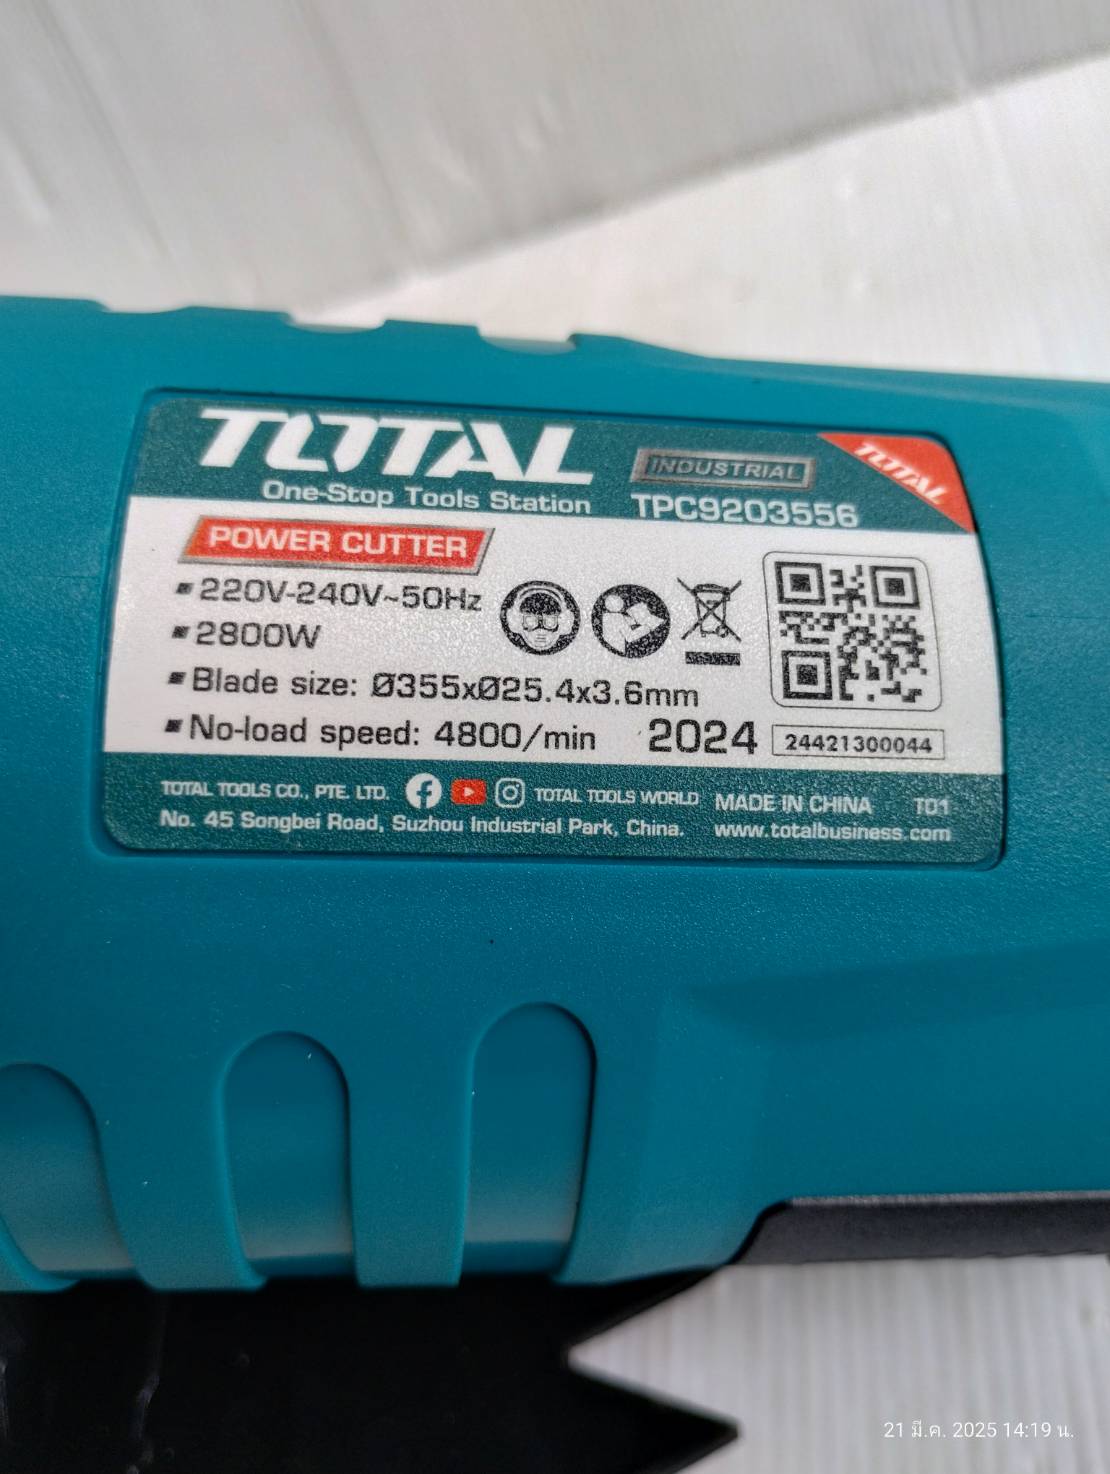 TOTAL
One-Stop Tools Station
INDUSTRIAL
TPC9203556
TOTAL
POWER CUTTER
220V-240V~50Hz
2800W
Blade size: Ø355xØ25.4x3.6mm
No-load speed: 4800/min
2024 24421300044
TOTAL TOOLS CO., PTE. LTD. TOTAL TOOLS WORLD MADE IN CHINA T01
No. 45 Songbei Road, Suzhou Industrial Park, China. www.totalbusiness.com
21 มี.ค. 2025 14:19 น.